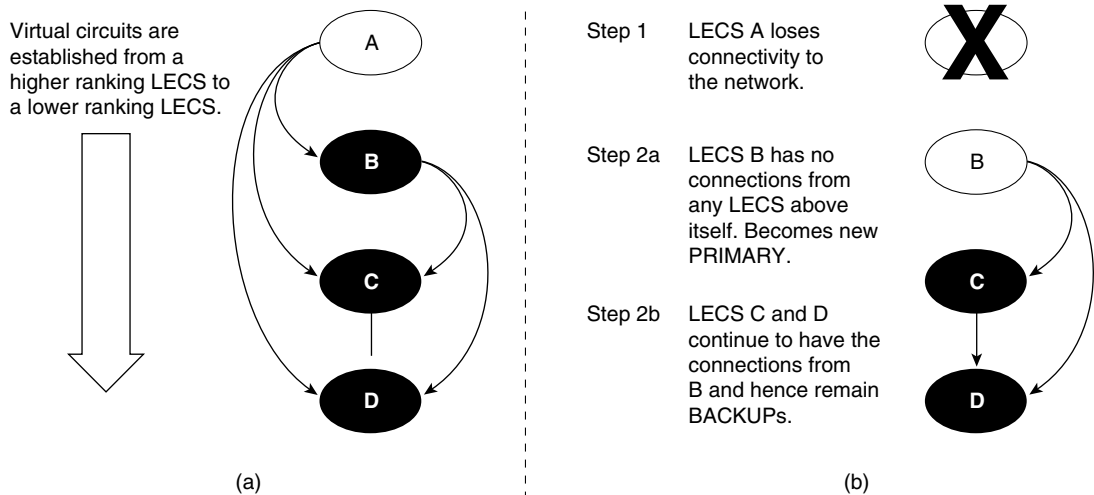 Virtual circuits are
established from a
higher ranking LECS to
a lower ranking LECS.
A
B
C
D
(a)
Step 1
LECS A loses
connectivity to
the network.
X
Step 2a
LECS B has no
connections from
any LECS above
itself. Becomes new
PRIMARY.
B
Step 2b
LECS C and D
continue to have the
connections from
B and hence remain
BACKUPs.
C
D
(b)